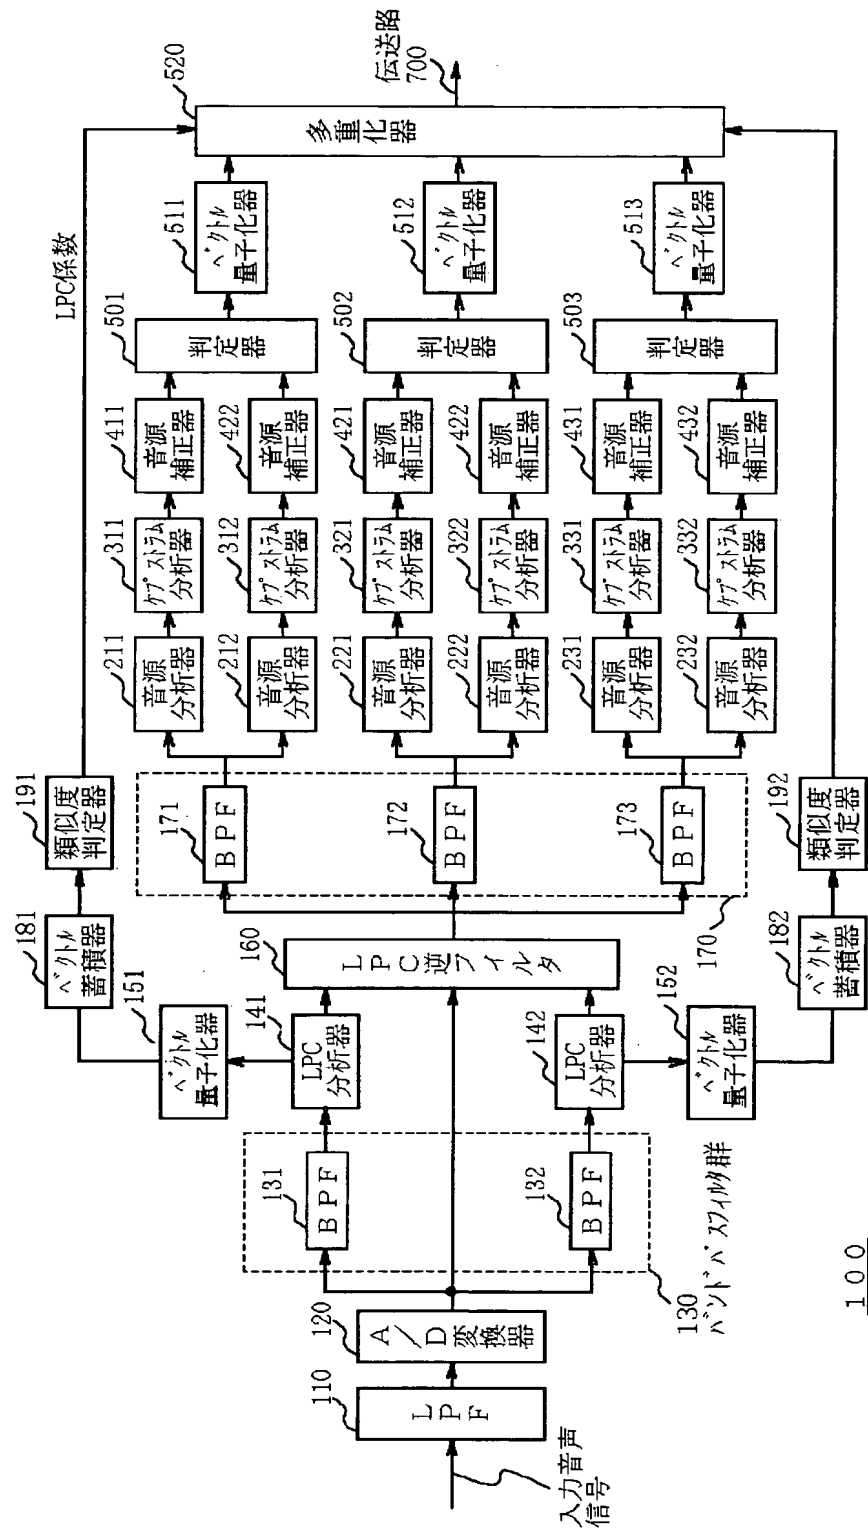 入力音声
信号
110
LPF
120
A/D変換器
130
バンドパスフィルタ群
131
BPF
132
BPF
141
LPC
分析器
142
LPC
分析器
151
ベクトル
量子化器
152
ベクトル
量子化器
160
LPC逆フィルタ
181
ベクトル
蓄積器
182
ベクトル
蓄積器
191
類似度
判定器
192
類似度
判定器
LPC係数
170
171
BPF
172
BPF
173
BPF
211
音源
分析器
212
音源
分析器
221
音源
分析器
222
音源
分析器
231
音源
分析器
232
音源
分析器
311
ケプストラム
分析器
312
ケプストラム
分析器
321
ケプストラム
分析器
322
ケプストラム
分析器
331
ケプストラム
分析器
332
ケプストラム
分析器
411
音源
補正器
422
音源
補正器
421
音源
補正器
422
音源
補正器
431
音源
補正器
432
音源
補正器
501
判定器
502
判定器
503
判定器
511
ベクトル
量子化器
512
ベクトル
量子化器
513
ベクトル
量子化器
520
多重化器
伝送路
700
100